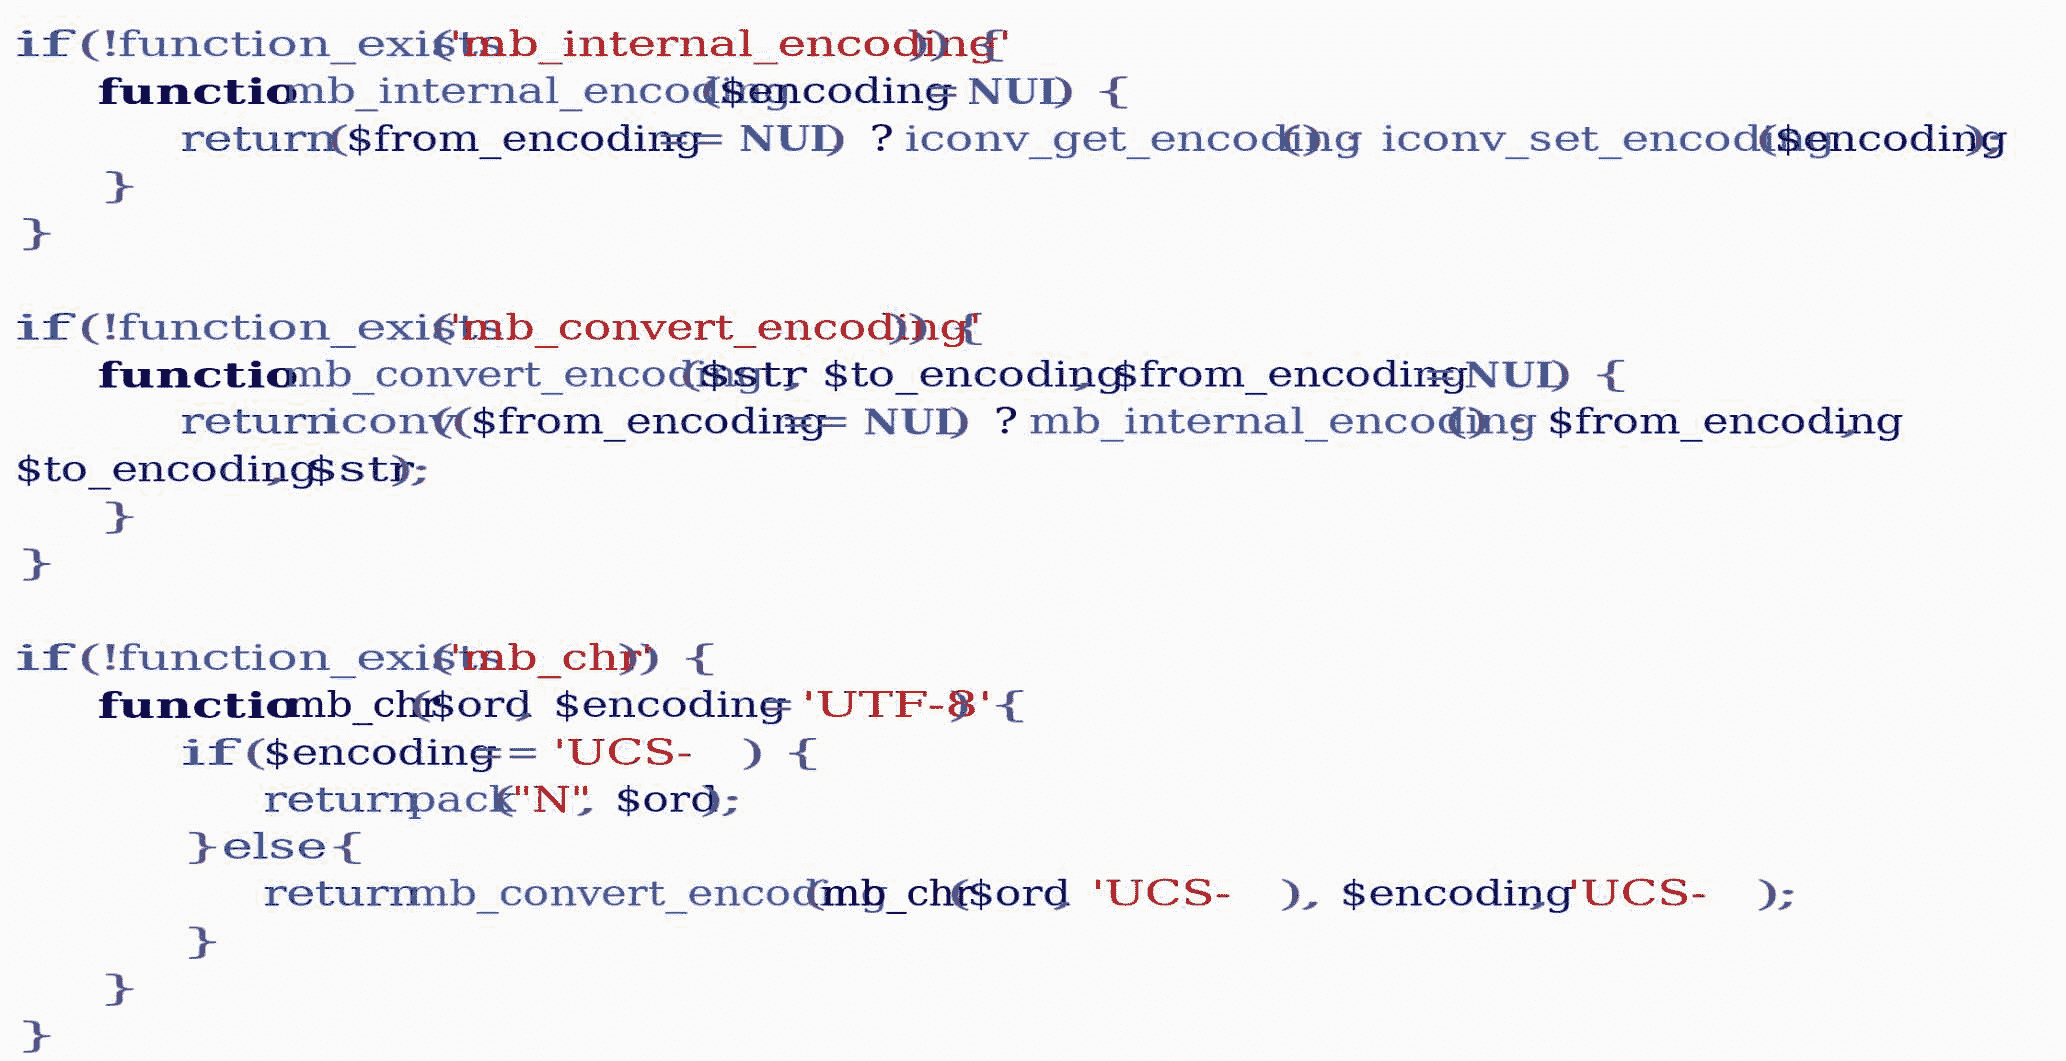 if(!function_exists('mb_internal_encoding')) {
    function mb_internal_encoding($encoding = NULL) {
        return ($from_encoding === NULL) ? iconv_get_encoding() : iconv_set_encoding($encoding);
    }
}

if(!function_exists('mb_convert_encoding')) {
    function mb_convert_encoding($str, $to_encoding, $from_encoding = NULL) {
        return iconv(($from_encoding === NULL) ? mb_internal_encoding() : $from_encoding,
$to_encoding, $str);
    }
}

if(!function_exists('mb_chr')) {
    function mb_chr($ord, $encoding = 'UTF-8') {
        if($encoding === 'UCS-) {
            return pack("N", $ord);
        }else{
            return mb_convert_encoding(mb_chr($ord, 'UCS-), $encoding, 'UCS-);
        }
    }
}